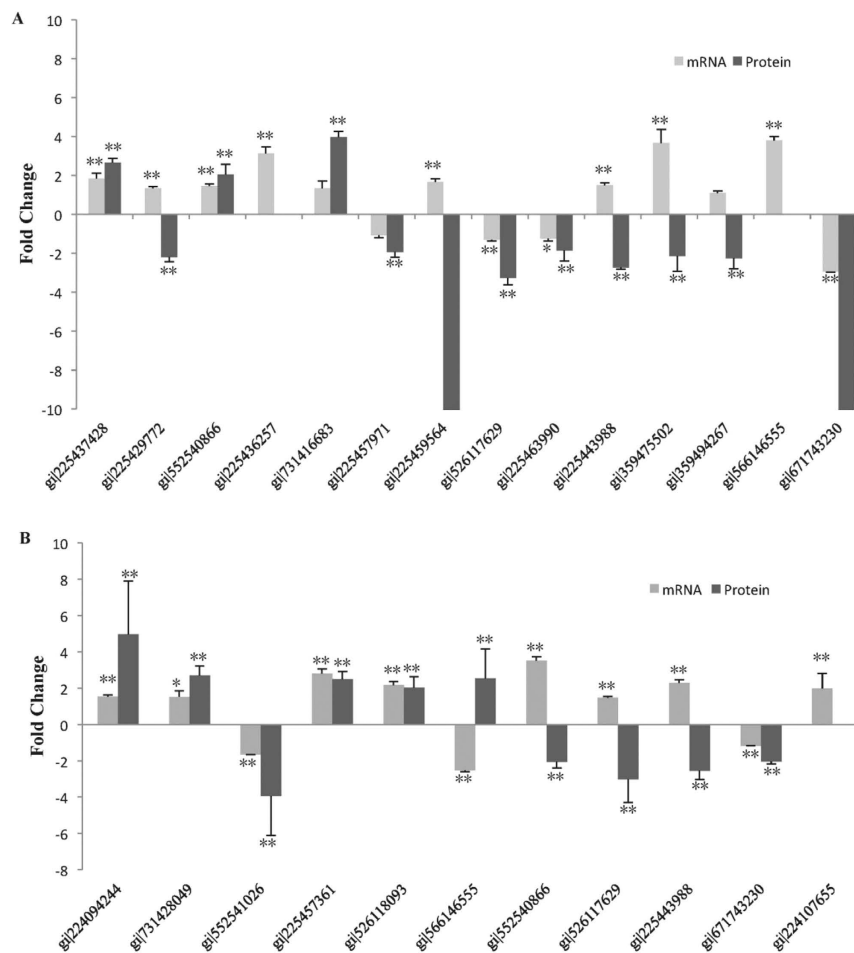 A
10
8
6
4
2
0
-2
-4
-6
-8
-10
Fold Change
mRNA Protein
** ** ** ** ** ** ** ** ** ** ** **
** ** ** * ** ** ** ** **
gi|225437428
gi|225429772
gi|552540866
gi|225436257
gi|731416683
gi|225457971
gi|225459564
gi|526117629
gi|225463990
gi|225443988
gi|359475502
gi|359494267
gi|566146555
gi|671743230
B
10
8
6
4
2
0
-2
-4
-6
-8
Fold Change
mRNA Protein
** ** * ** ** ** ** ** ** ** ** ** **
** ** ** ** ** ** ** **
gi|224094244
gi|731428049
gi|552541026
gi|225457361
gi|526118093
gi|566146555
gi|552540866
gi|526117629
gi|225443988
gi|671743230
gi|224107655